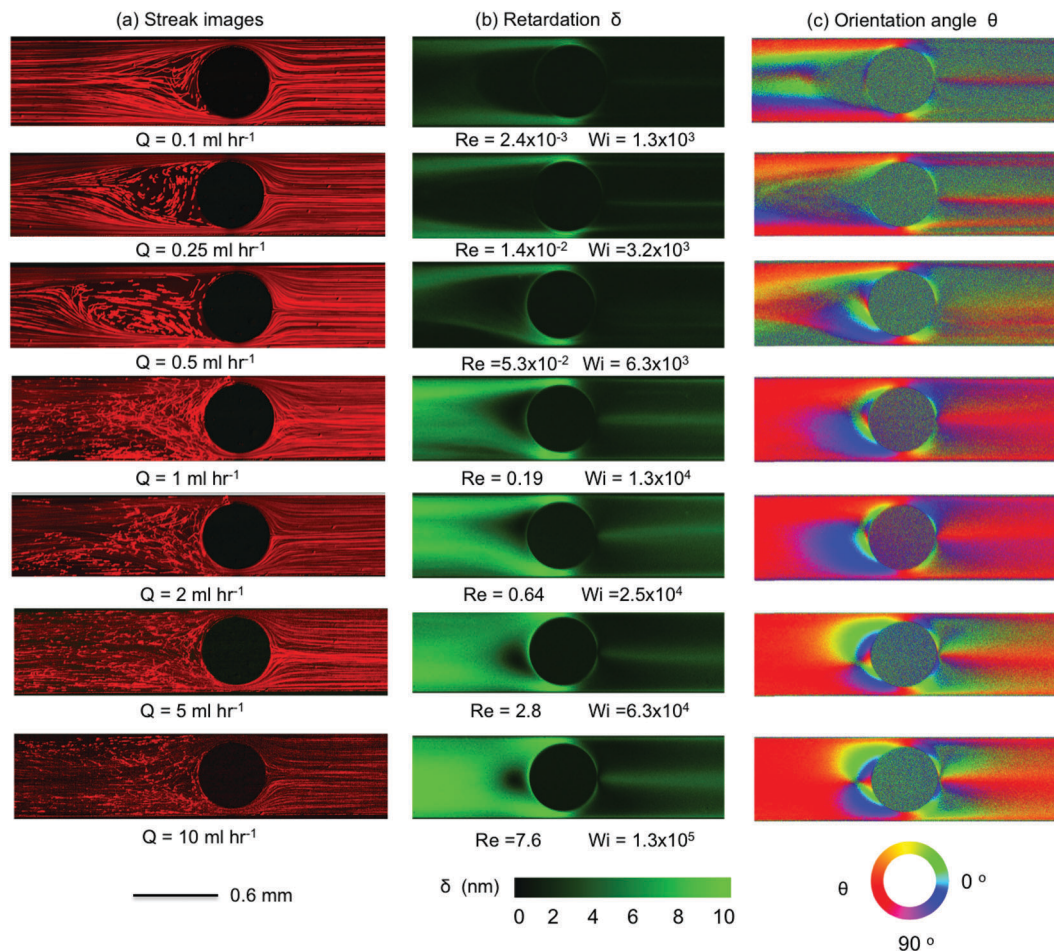 (a) Streak images (b) Retardation δ (c) Orientation angle θ
Q = 0.1 ml hr-1 Re = 2.4x10-3 Wi = 1.3x103
Q = 0.25 ml hr-1 Re = 1.4x10-2 Wi =3.2x103
Q = 0.5 ml hr-1 Re =5.3x10-2 Wi = 6.3x103
Q = 1 ml hr-1 Re = 0.19 Wi = 1.3x104
Q = 2 ml hr-1 Re = 0.64 Wi =2.5x104
Q = 5 ml hr-1 Re = 2.8 Wi =6.3x104
Q = 10 ml hr-1 Re =7.6 Wi = 1.3x105
0.6 mm δ (nm) θ 0 o
0 2 4 6 8 10
90 o